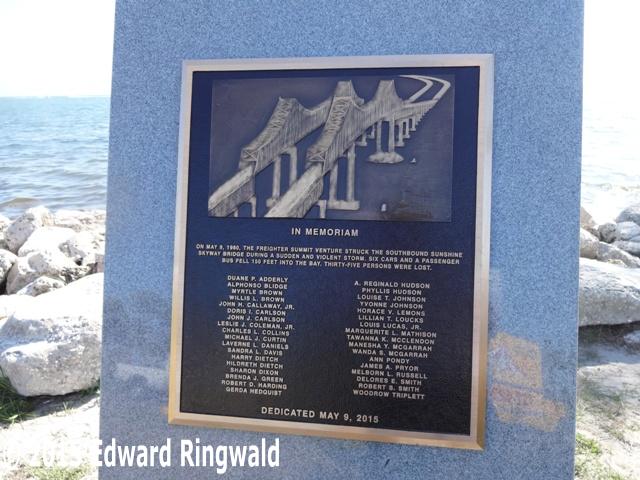 IN MEMORIAM
ON MAY 9, 1980, THE FREIGHTER SUMMIT VENTURE STRUCK THE SOUTHBOUND SUNSHINE
SKYWAY BRIDGE DURING A SUDDEN AND VIOLENT STORM. SIX CARS AND A PASSENGER
BUS FELL 150 FEET INTO THE BAY. THIRTY-FIVE PERSONS WERE LOST.
DUANE P. ADDERLY
ALPHONSO BLIDGE
MYRTLE BROWN
WILLIS L. BROWN
JOHN H. CALLAWAY, JR.
DORIS I. CARLSON
JOHN J. CARLSON
LESLIE J. COLEMAN, JR.
CHARLES L. COLLINS
MICHAEL J. CURTIN
LAVERNE L. DANIELS
SANDRA L. DAVIS
HARRY DIETCH
HILDRETH DIETCH
SHARON DIXON
BRENDA J. GREEN
ROBERT D. HARDING
GERDA HEDQUIST
A. REGINALD HUDSON
PHYLLIS HUDSON
LOUISE T. JOHNSON
YVONNE JOHNSON
HORACE V. LEMONS
LILLIAN T. LOUCKS
LOUIS LUCAS, JR.
MARGUERITE L. MATHISON
TAWANNA K. MCCLENDON
MANESHA Y. MCGARRAH
WANDA S. MCGARRAH
ANN PONDY
JAMES A. PRYOR
MELBORN L. RUSSELL
DELORES E. SMITH
ROBERT S. SMITH
WOODROW TRIPLETT
DEDICATED MAY 9, 2015
© 2015 Edward Ringwald